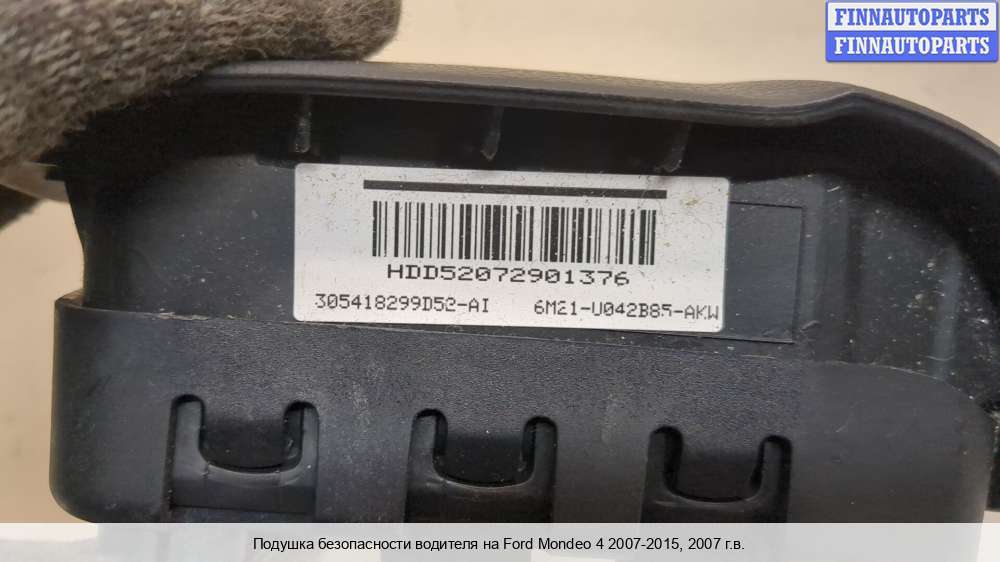 FINNAUTOPARTS
FINNAUTOPARTS
HDD52072901376
305418299D52-AI 6M21-U042B85-AKW
Подушка безопасности водителя на Ford Mondeo 4 2007-2015, 2007 г.в.